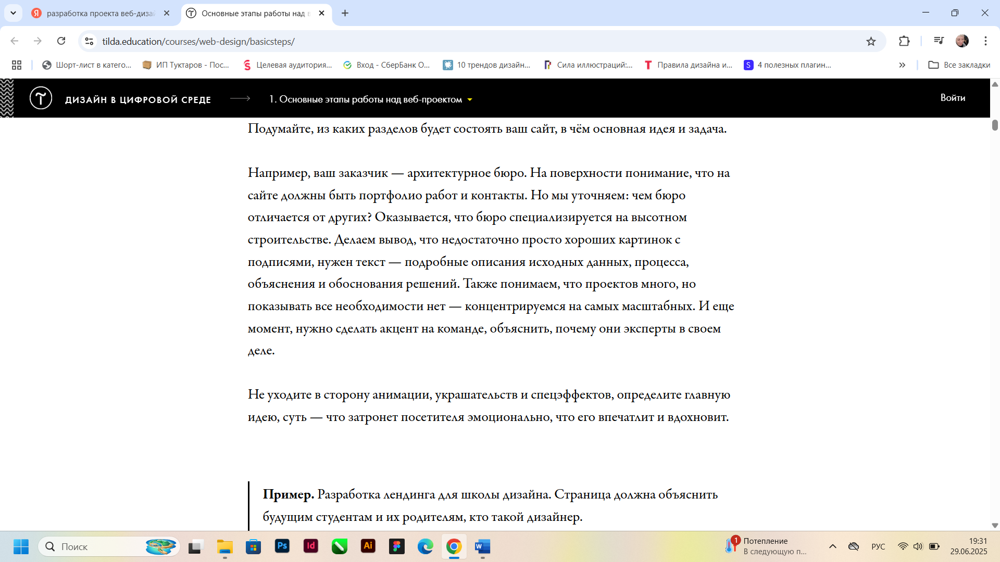 разработка проекта веб-дизай
Основные этапы работы над в
tilda.education/courses/web-design/basicsteps/
Шорт-лист в катего...
ИП Туктаров - Пос...
Целевая аудитория...
Вход - СберБанк О...
10 трендов дизайн...
Сила иллюстраций:...
Правила дизайна и...
4 полезных плагин...
Все закладки
ДИЗАЙН В ЦИФРОВОЙ СРЕДЕ
1. Основные этапы работы над веб-проектом
Войти
Подумайте, из каких разделов будет состоять ваш сайт, в чём основная идея и задача.
Например, ваш заказчик — архитектурное бюро. На поверхности понимание, что на
сайте должны быть портфолио работ и контакты. Но мы уточняем: чем бюро
отличается от других? Оказывается, что бюро специализируется на высотном
строительстве. Делаем вывод, что недостаточно просто хороших картинок с
подписями, нужен текст — подробные описания исходных данных, процесса,
объяснения и обоснования решений. Также понимаем, что проектов много, но
показывать все необходимости нет — концентрируемся на самых масштабных. И еще
момент, нужно сделать акцент на команде, объяснить, почему они эксперты в своем
деле.
Не уходите в сторону анимации, украшательств и спецэффектов, определите главную
идею, суть — что затронет посетителя эмоционально, что его впечатлит и вдохновит.
Пример. Разработка лендинга для школы дизайна. Страница должна объяснить
будущим студентам и их родителям, кто такой дизайнер.
Поиск
Ps
Id
Ai
W
1
Потепление
В следующую п...
РУС
19:31
29.06.2025